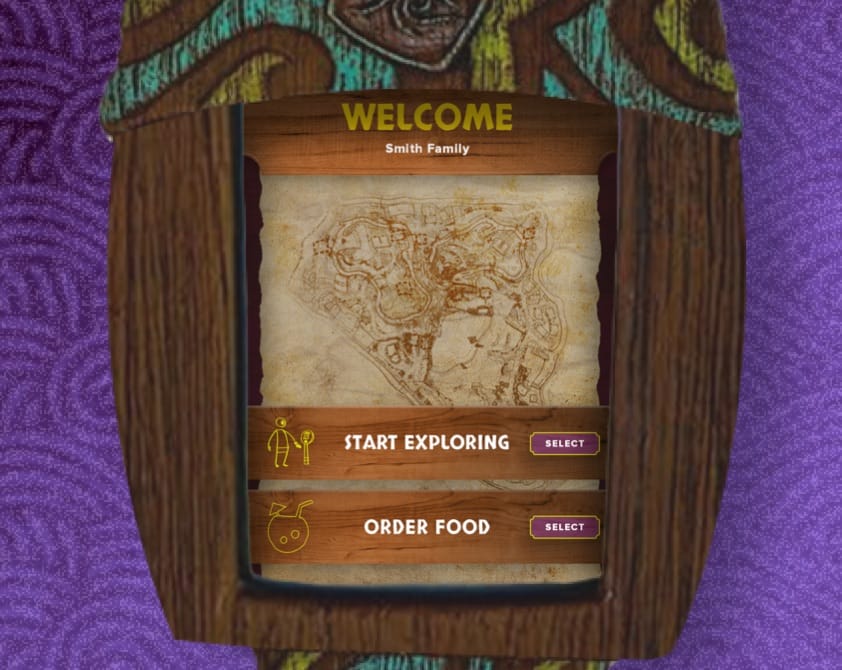 WELCOME
Smith Family
START EXPLORING
SELECT
ORDER FOOD
SELECT